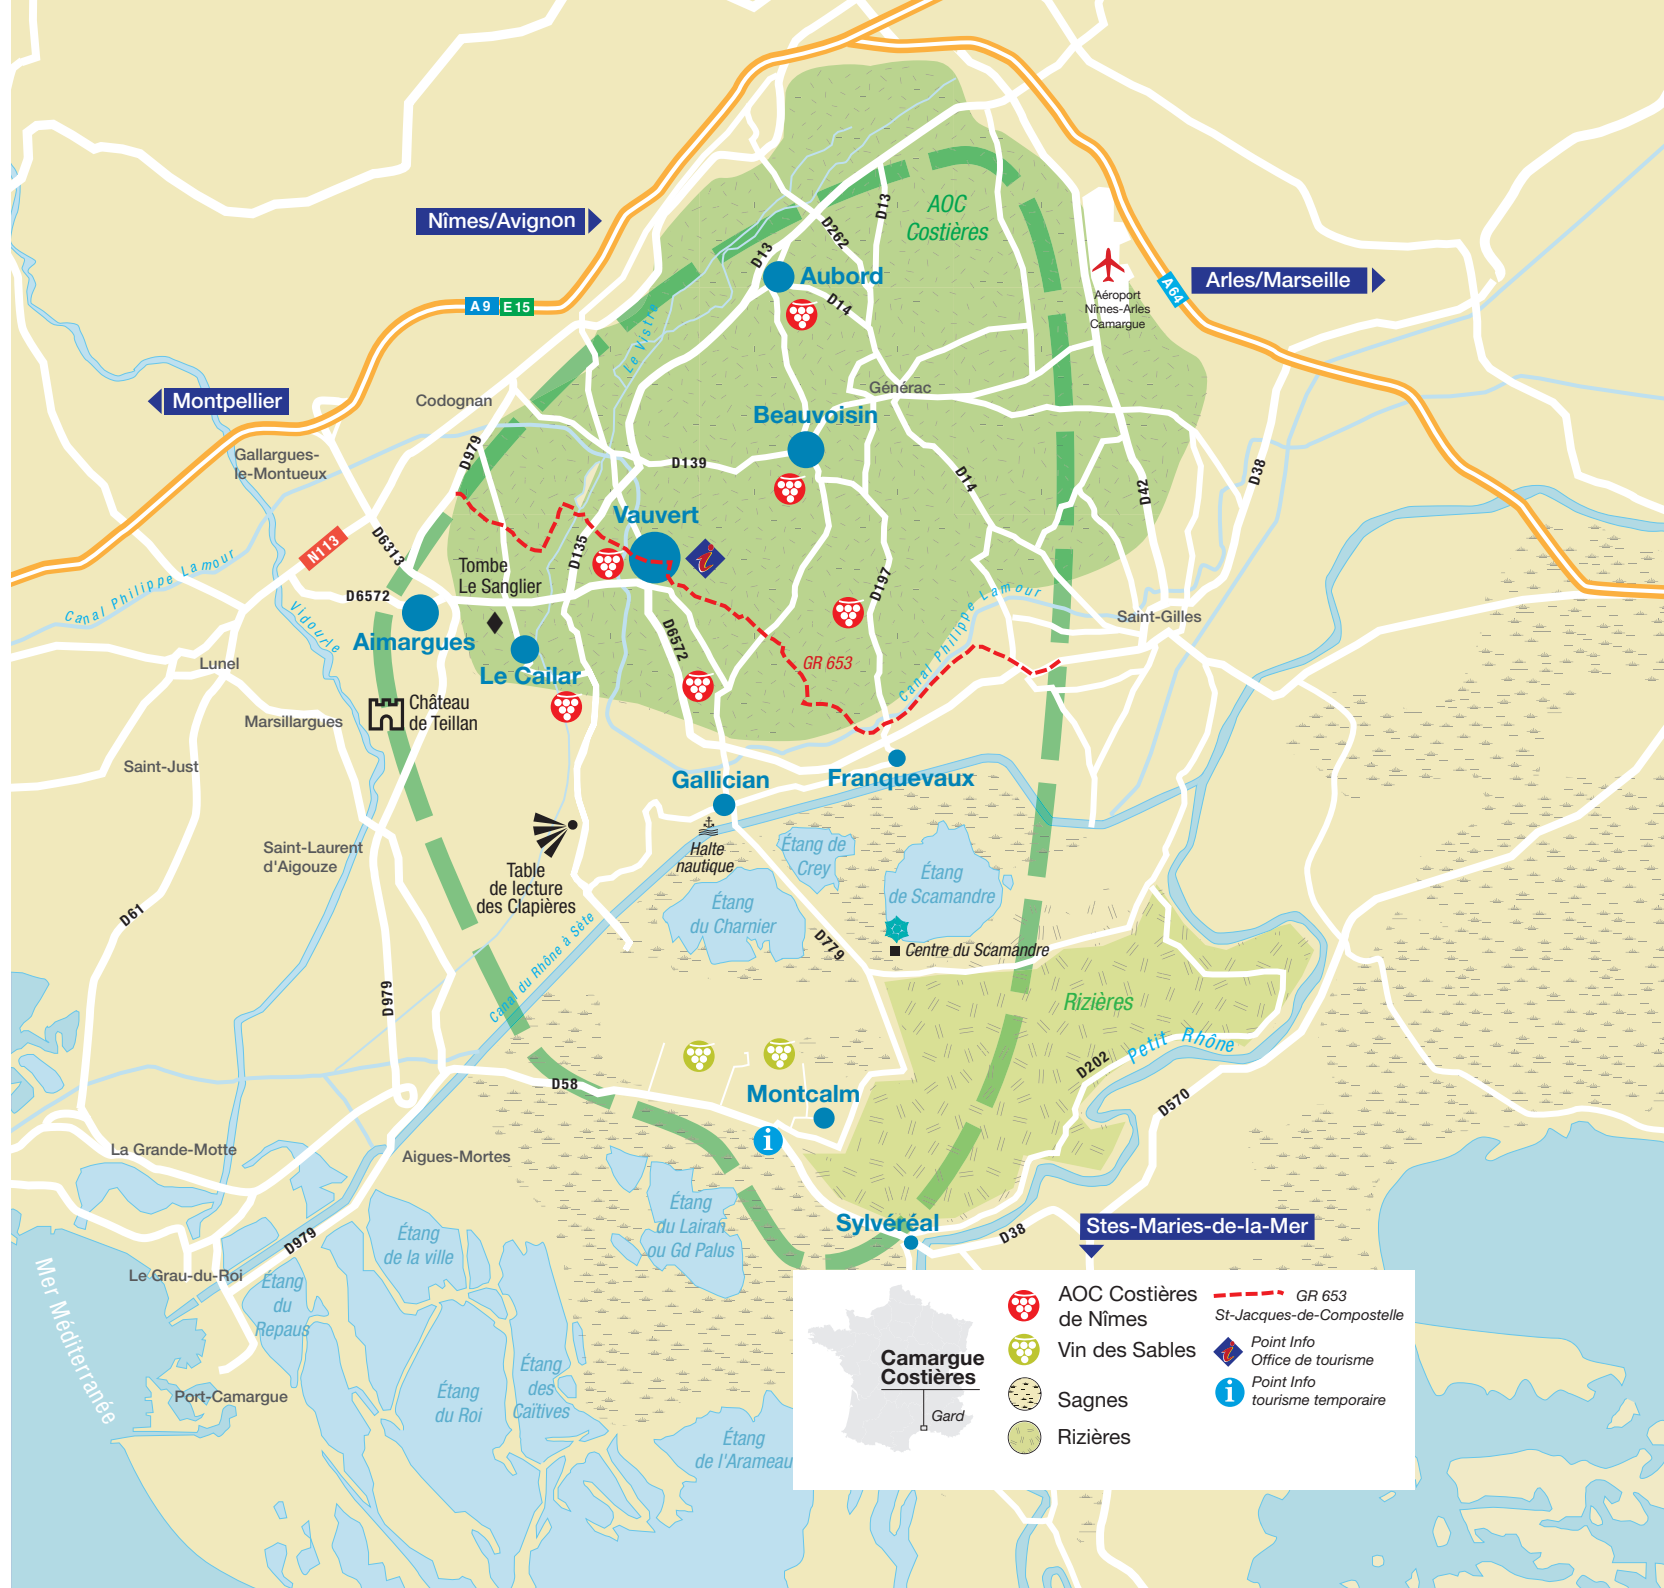 Nîmes/Avignon
AOC
Costières
D13
D262
D13
Aubord
D14
A64
Arles/Marseille
Aéroport
Nîmes-Arles
Camargue
A9
E15
Le Vistre
Montpellier
Codognan
Générac
Beauvoisin
Gallargues-
le-Montueux
D979
D139
D14
D42
D38
Vauvert
N113
D6313
D135
Tombe
Le Sanglier
Canal Philippe Lamour
Vidourle
D6572
D197
Canal Philippe Lamour
Saint-Gilles
Aimargues
Le Cailar
D6572
GR 653
Lunel
Château
de Teillan
Marsillargues
Saint-Just
Gallician
Franquevaux
Halte
nautique
Étang de
Crey
Saint-Laurent
d'Aigouze
Table
de lecture
des Clapières
Étang
de Scamandre
Étang
du Charnier
D61
D779
Centre du Scamandre
Canal du Rhône à Sète
D979
Rizières
Petit Rhône
D202
D58
D570
Montcalm
La Grande-Motte
Aigues-Mortes
Étang
du Lairan
ou Gd Palus
Sylvéréal
Stes-Maries-de-la-Mer
D38
Étang
de la ville
D979
Le Grau-du-Roi
Étang
du
Repaus
Mer Méditerranée
Port-Camargue
Étang
du Roi
Étang
des
Caïtives
Étang
de l'Arameau
Camargue
Costières
Gard
AOC Costières
de Nîmes
Vin des Sables
Sagnes
Rizières
GR 653
St-Jacques-de-Compostelle
Point Info
Office de tourisme
Point Info
tourisme temporaire